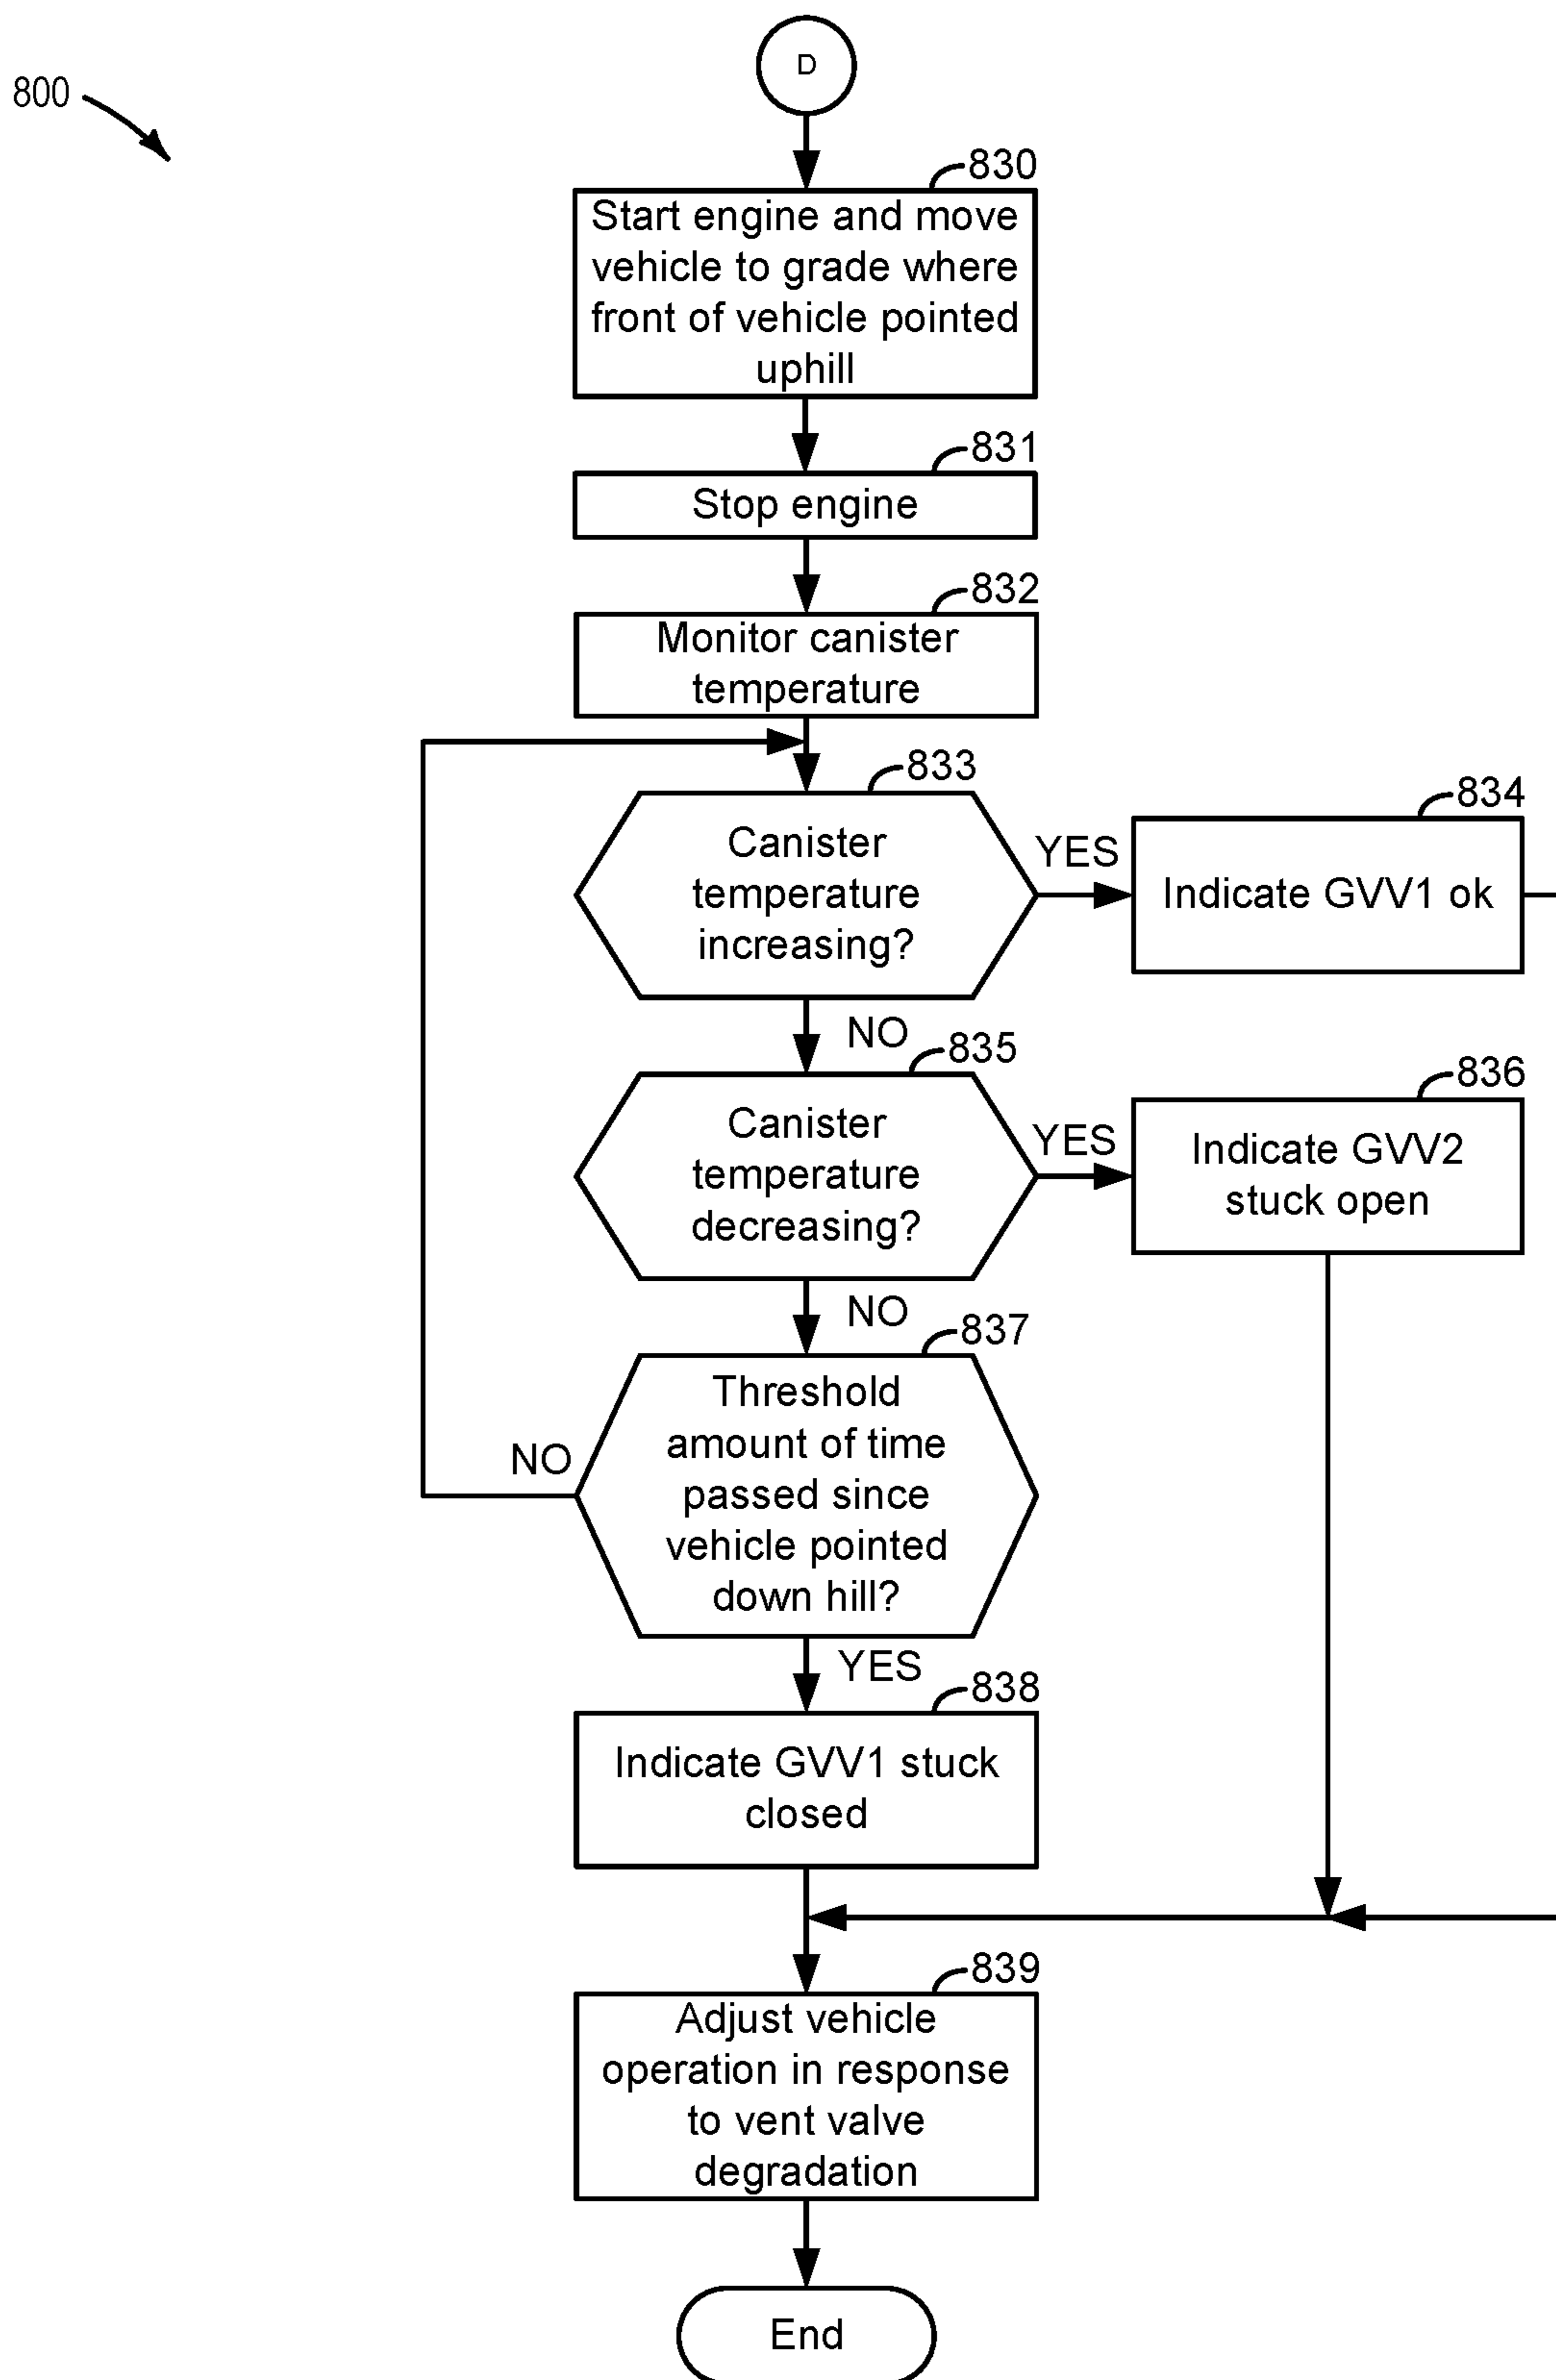 D
800
830
Start engine and move
vehicle to grade where
front of vehicle pointed
uphill
831
Stop engine
832
Monitor canister
temperature
833
Canister
temperature
increasing?
YES
834
Indicate GVV1 ok
NO
835
Canister
temperature
decreasing?
YES
836
Indicate GVV2
stuck open
NO
837
Threshold
amount of time
passed since
vehicle pointed
down hill?
NO
YES
838
Indicate GVV1 stuck
closed
839
Adjust vehicle
operation in response
to vent valve
degradation
End